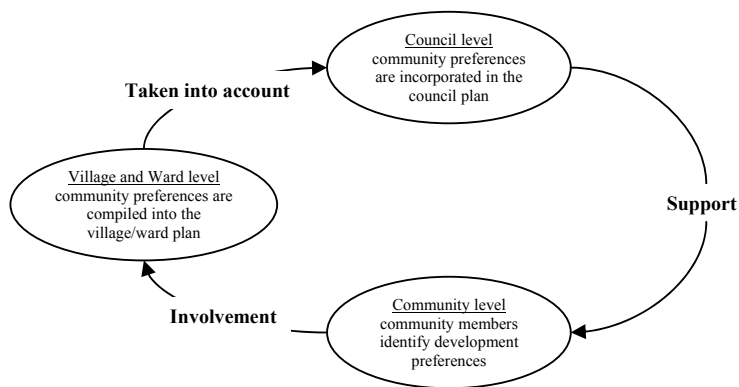 Council level
community preferences
are incorporated in the
council plan
Taken into account
Village and Ward level
community preferences are
compiled into the
village/ward plan
Support
Involvement
Community level
community members
identify development
preferences